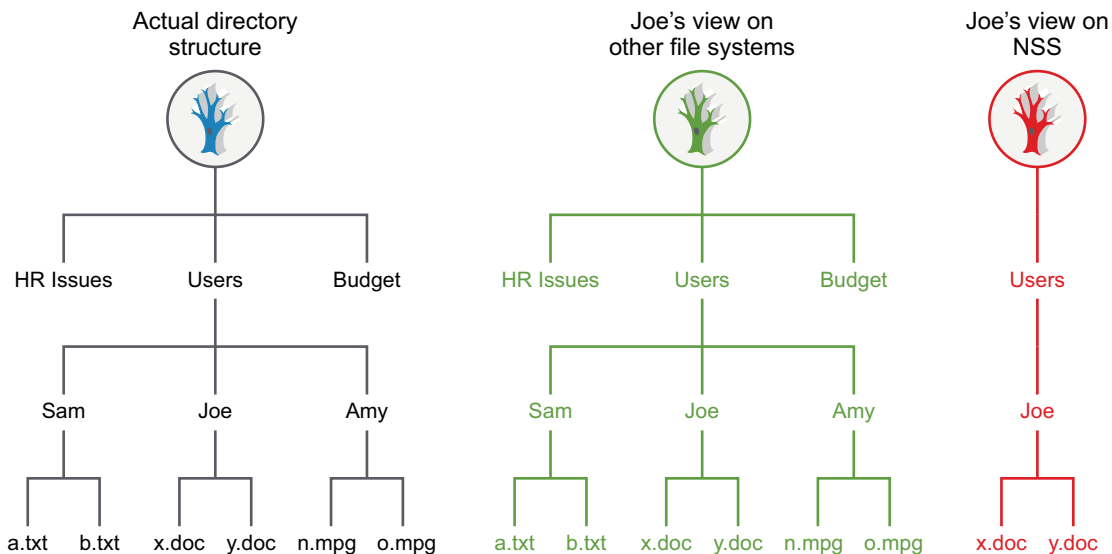 Actual directory
structure
Joe’s view on
other file systems
Joe’s view on
NSS
HR Issues Users Budget
HR Issues Users Budget
Users
Sam Joe Amy
Sam Joe Amy
Joe
a.txt b.txt x.doc y.doc n.mpg o.mpg
a.txt b.txt x.doc y.doc n.mpg o.mpg
x.doc y.doc